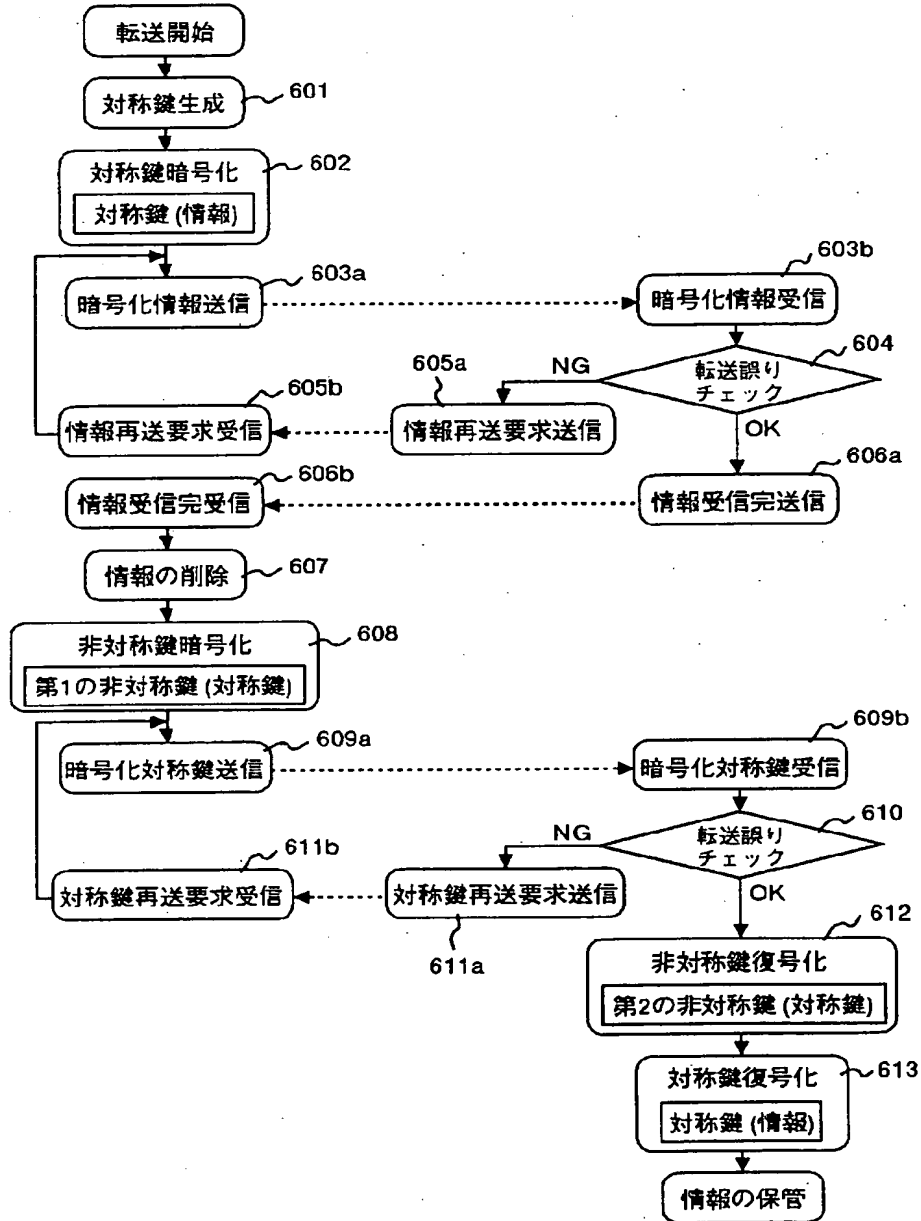 転送開始
対称鍵生成
601
対称鍵暗号化
602
対称鍵(情報)
603a
暗号化情報送信
603b
暗号化情報受信
604
転送誤り
チェック
NG
OK
605a
情報再送要求送信
605b
情報再送要求受信
606a
情報受信完送信
606b
情報受信完受信
情報の削除
607
非対称鍵暗号化
608
第1の非対称鍵(対称鍵)
609a
暗号化対称鍵送信
609b
暗号化対称鍵受信
610
転送誤り
チェック
NG
OK
対称鍵再送要求送信
611a
611b
対称鍵再送要求受信
612
非対称鍵復号化
第2の非対称鍵(対称鍵)
対称鍵復号化
613
対称鍵(情報)
情報の保管